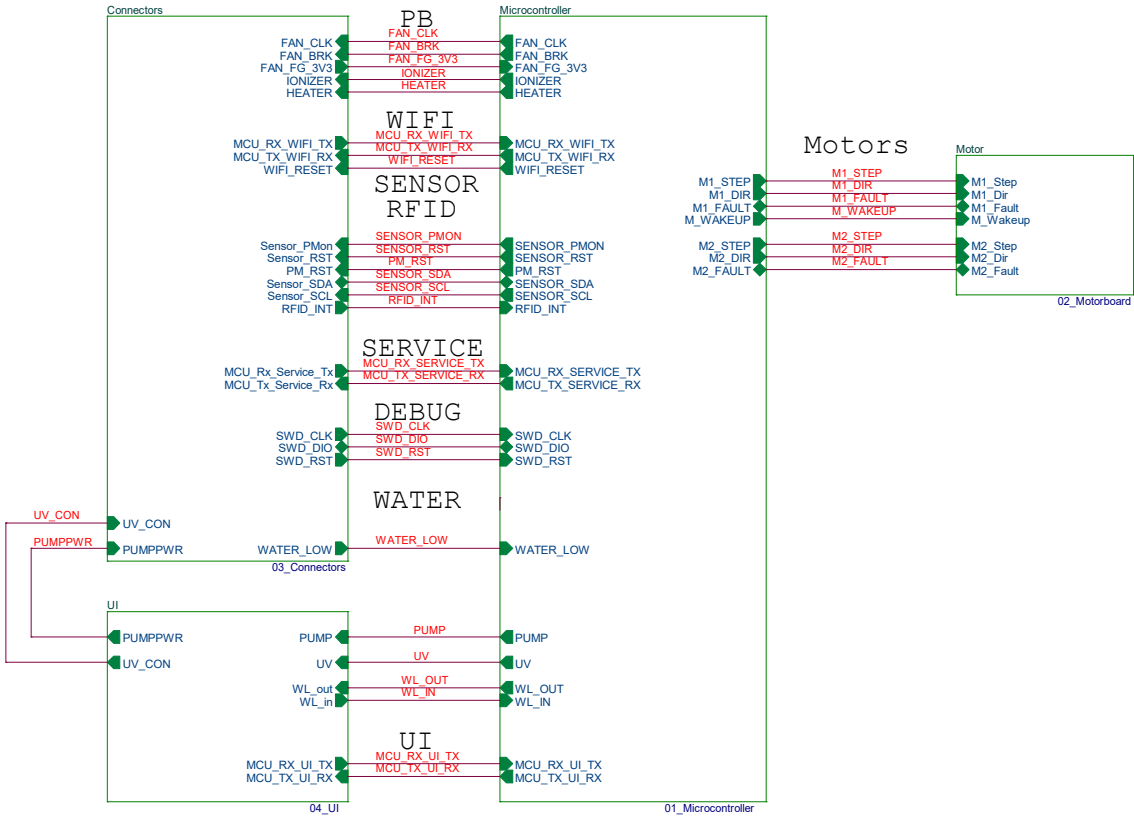 Connectors
Microcontroller
PB
FAN_CLK FAN_CLK FAN_CLK
FAN_BRK FAN_BRK FAN_BRK
FAN_FG_3V3 FAN_FG_3V3 FAN_FG_3V3
IONIZER IONIZER IONIZER
HEATER HEATER HEATER
WIFI
MCU_RX_WIFI_TX MCU_RX_WIFI_TX MCU_RX_WIFI_TX
MCU_TX_WIFI_RX MCU_TX_WIFI_RX MCU_TX_WIFI_RX
WIFI_RESET WIFI_RESET WIFI_RESET
SENSOR
RFID
Sensor_PMon SENSOR_PMON SENSOR_PMON
Sensor_RST SENSOR_RST SENSOR_RST
PM_RST PM_RST PM_RST
Sensor_SDA SENSOR_SDA SENSOR_SDA
Sensor_SCL SENSOR_SCL SENSOR_SCL
RFID_INT RFID_INT RFID_INT
SERVICE
MCU_Rx_Service_Tx MCU_RX_SERVICE_TX MCU_RX_SERVICE_TX
MCU_Tx_Service_Rx MCU_TX_SERVICE_RX MCU_TX_SERVICE_RX
DEBUG
SWD_CLK SWD_CLK SWD_CLK
SWD_DIO SWD_DIO SWD_DIO
SWD_RST SWD_RST SWD_RST
WATER
UV_CON UV_CON
PUMPPWR PUMPPWR
WATER_LOW WATER_LOW WATER_LOW
03_Connectors
UI
PUMPPWR
UV_CON
PUMP PUMP PUMP
UV UV UV
WL_out WL_OUT WL_OUT
WL_in WL_IN WL_IN
UI
MCU_RX_UI_TX MCU_RX_UI_TX MCU_RX_UI_TX
MCU_TX_UI_RX MCU_TX_UI_RX MCU_TX_UI_RX
04_UI
01_Microcontroller
Motors
Motor
M1_STEP M1_STEP M1_Step
M1_DIR M1_DIR M1_Dir
M1_FAULT M1_FAULT M1_Fault
M_WAKEUP M_WAKEUP M_Wakeup
M2_STEP M2_STEP M2_Step
M2_DIR M2_DIR M2_Dir
M2_FAULT M2_FAULT M2_Fault
02_Motorboard